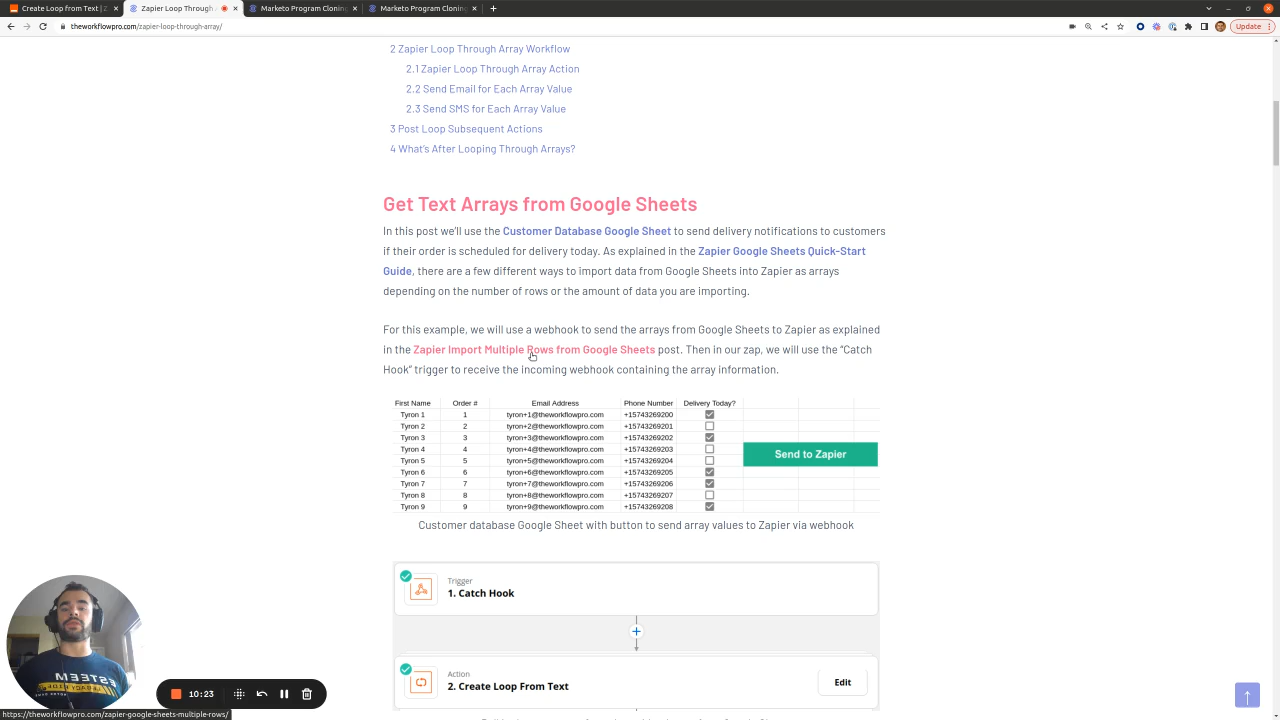 Create Loop from Text | Z
Zapier Loop Through
Marketo Program Cloning
Marketo Program Cloning
theworkflowpro.com/zapier-loop-through-array/
Update
2 Zapier Loop Through Array Workflow
2.1 Zapier Loop Through Array Action
2.2 Send Email for Each Array Value
2.3 Send SMS for Each Array Value
3 Post Loop Subsequent Actions
4 What's After Looping Through Arrays?
Get Text Arrays from Google Sheets
In this post we'll use the Customer Database Google Sheet to send delivery notifications to customers
if their order is scheduled for delivery today. As explained in the Zapier Google Sheets Quick-Start
Guide, there are a few different ways to import data from Google Sheets into Zapier as arrays
depending on the number of rows or the amount of data you are importing.
For this example, we will use a webhook to send the arrays from Google Sheets to Zapier as explained
in the Zapier Import Multiple Rows from Google Sheets post. Then in our zap, we will use the “Catch
Hook” trigger to receive the incoming webhook containing the array information.
First Name Order # Email Address Phone Number Delivery Today?
Tyron 1 1 tyron+1@theworkflowpro.com +15743269200
Tyron 2 2 tyron+2@theworkflowpro.com +15743269201
Tyron 3 3 tyron+3@theworkflowpro.com +15743269202
Tyron 4 4 tyron+4@theworkflowpro.com +15743269203
Tyron 5 5 tyron+5@theworkflowpro.com +15743269204
Tyron 6 6 tyron+6@theworkflowpro.com +15743269205
Tyron 7 7 tyron+7@theworkflowpro.com +15743269206
Tyron 8 8 tyron+8@theworkflowpro.com +15743269207
Tyron 9 9 tyron+9@theworkflowpro.com +15743269208
Send to Zapier
Customer database Google Sheet with button to send array values to Zapier via webhook
Trigger
1. Catch Hook
Action
2. Create Loop From Text
Edit
ESTEEM
10:23
https://theworkflowpro.com/zapier-google-sheets-multiple-rows/